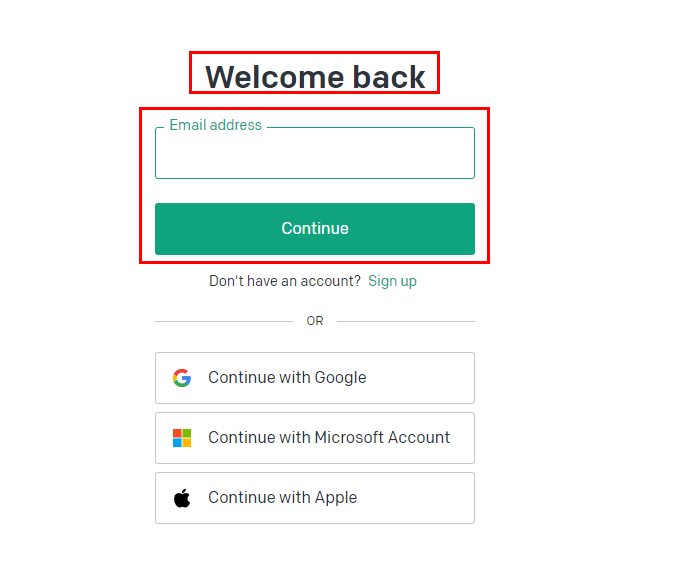 Welcome back
Email address
Continue
Don't have an account? Sign up
OR
Continue with Google
Continue with Microsoft Account
Continue with Apple